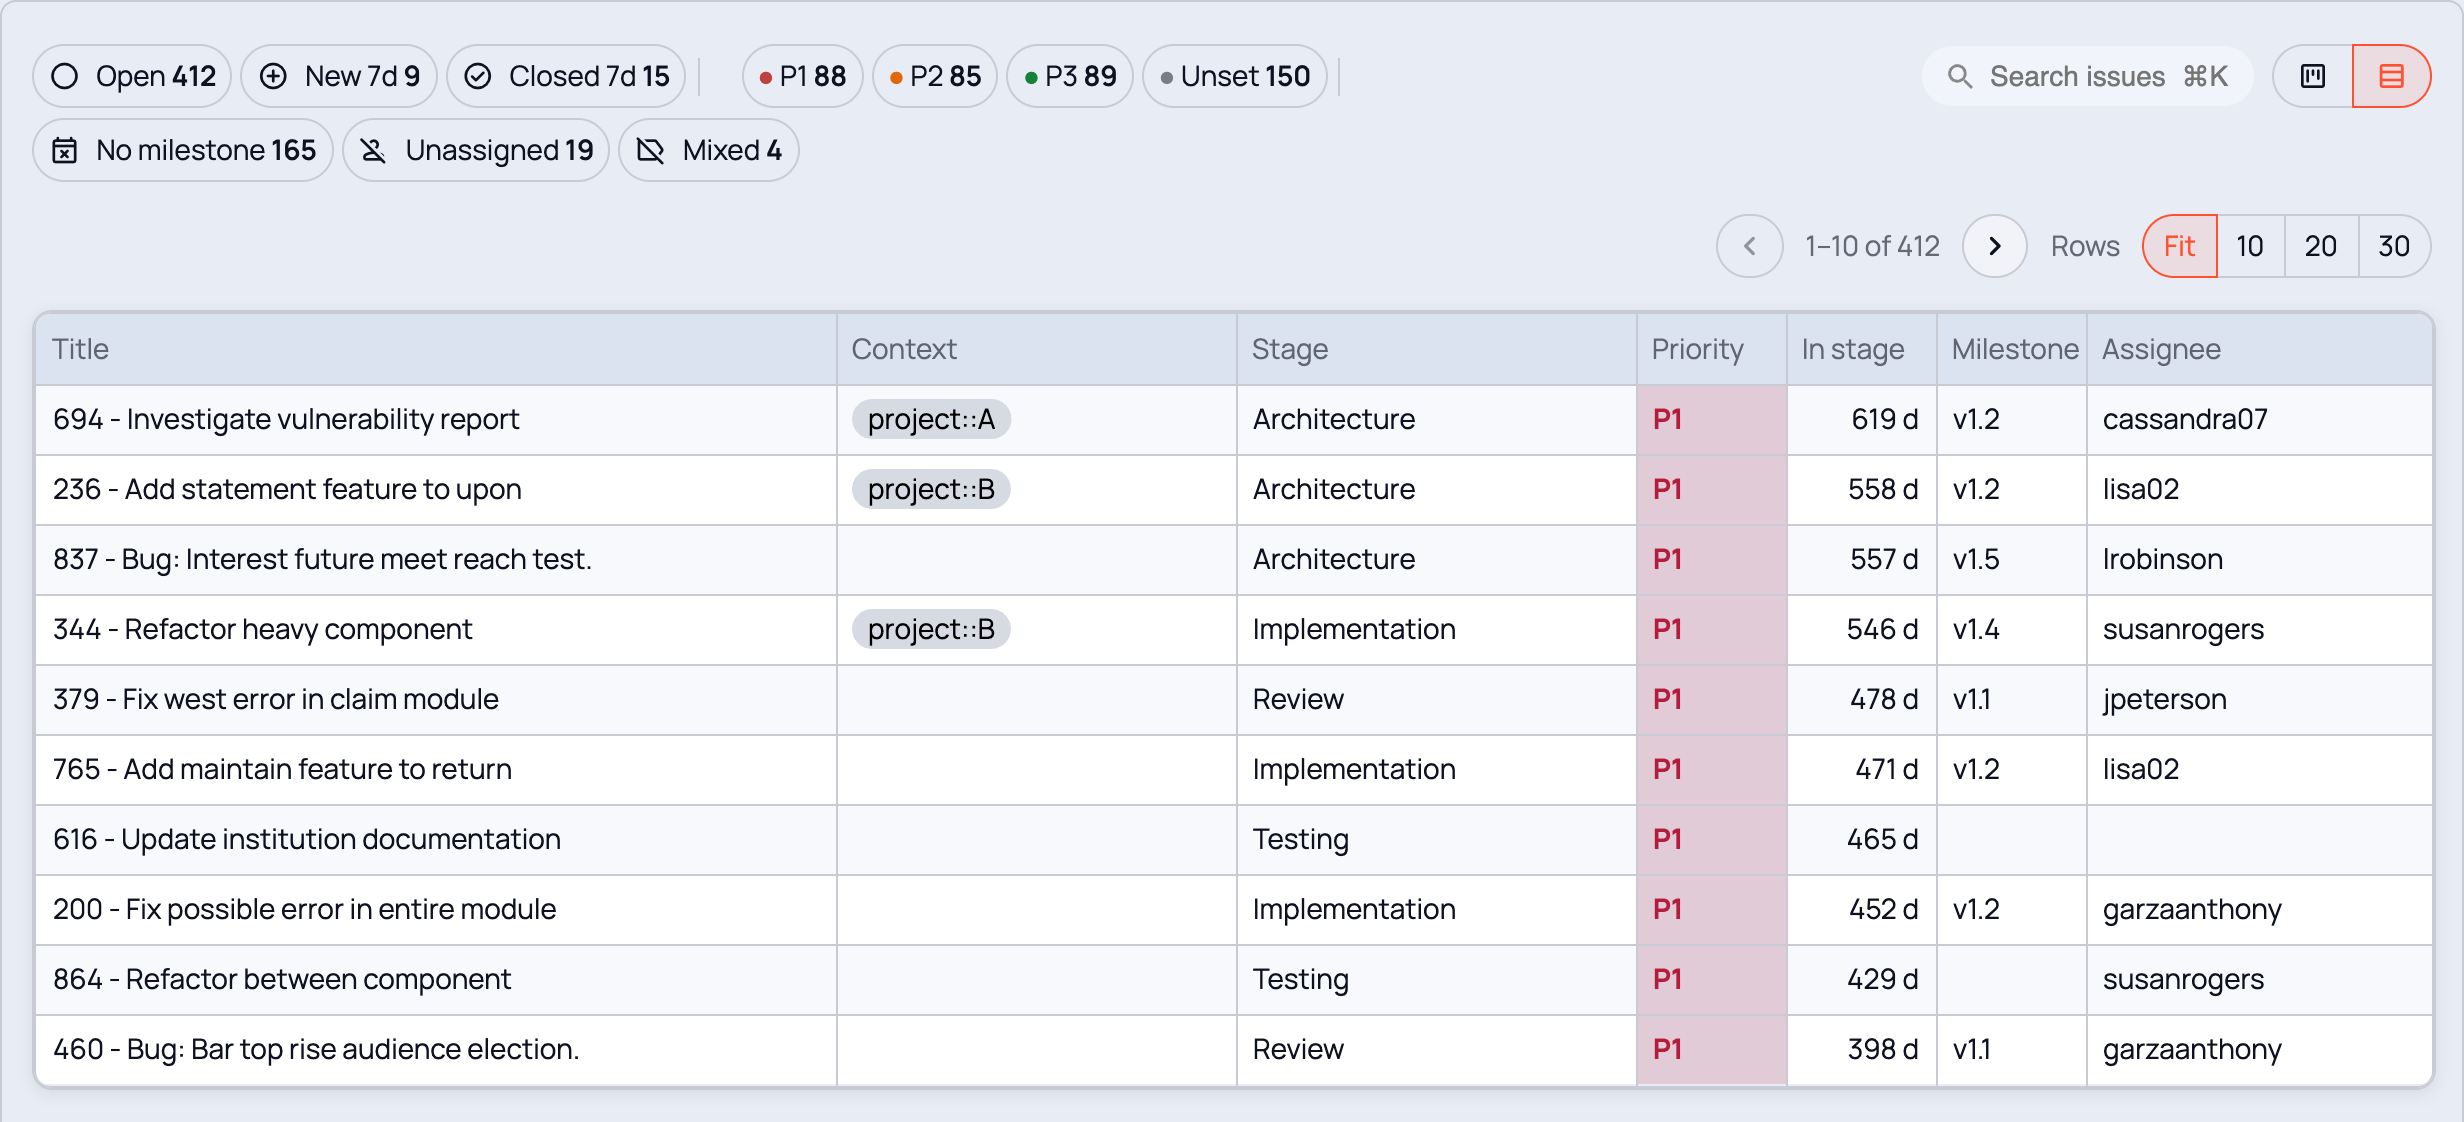 Open 412 New 7d 9 Closed 7d 15 P1 88 P2 85 P3 89 Unset 150 Search issues ⌘K
No milestone 165 Unassigned 19 Mixed 4
1–10 of 412 Rows Fit 10 20 30
Title Context Stage Priority In stage Milestone Assignee
694 - Investigate vulnerability report project::A Architecture P1 619 d v1.2 cassandra07
236 - Add statement feature to upon project::B Architecture P1 558 d v1.2 lisa02
837 - Bug: Interest future meet reach test. Architecture P1 557 d v1.5 lrobinson
344 - Refactor heavy component project::B Implementation P1 546 d v1.4 susanrogers
379 - Fix west error in claim module Review P1 478 d v1.1 jpeterson
765 - Add maintain feature to return Implementation P1 471 d v1.2 lisa02
616 - Update institution documentation Testing P1 465 d
200 - Fix possible error in entire module Implementation P1 452 d v1.2 garzaanthony
864 - Refactor between component Testing P1 429 d susanrogers
460 - Bug: Bar top rise audience election. Review P1 398 d v1.1 garzaanthony